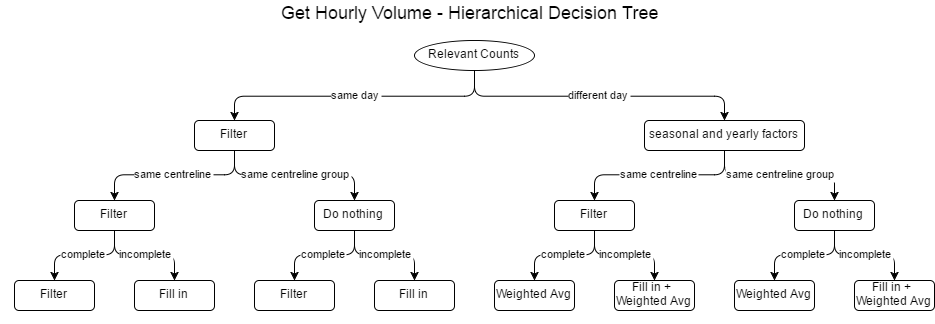 Get Hourly Volume - Hierarchical Decision Tree
Relevant Counts
same day
different day
Filter
seasonal and yearly factors
same centreline
same centreline group
same centreline
same centreline group
Filter
Do nothing
Filter
Do nothing
complete
incomplete
complete
incomplete
complete
incomplete
complete
incomplete
Filter
Fill in
Filter
Fill in
Weighted Avg
Fill in +
Weighted Avg
Weighted Avg
Fill in +
Weighted Avg